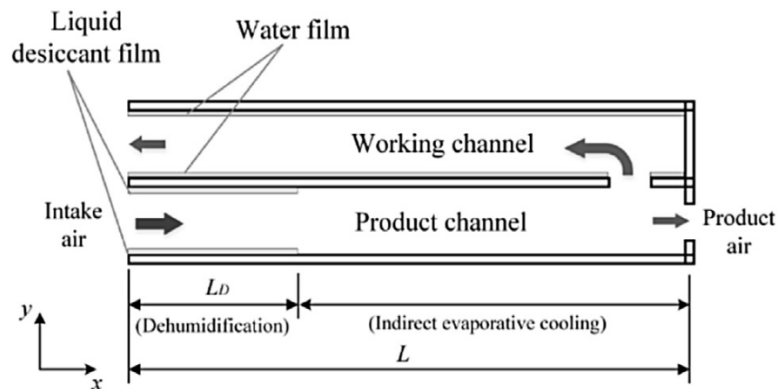 Liquid
desiccant film
Water film
Working channel
Intake
air
Product channel
Product
air
LD
(Dehumidification)
(Indirect evaporative cooling)
L
y
x